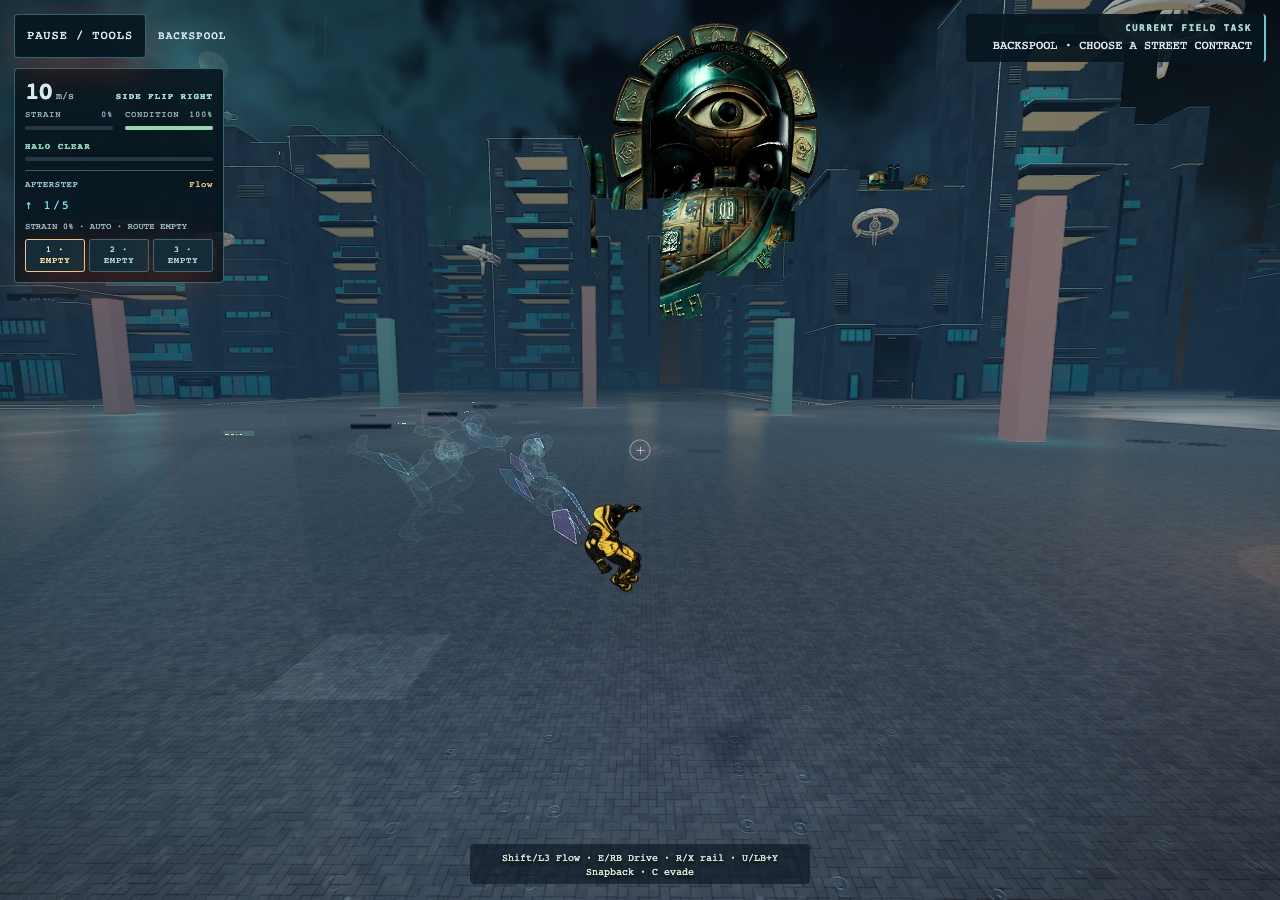 PAUSE / TOOLS
BACKSPOOL
CURRENT FIELD TASK
BACKSPOOL · CHOOSE A STREET CONTRACT
10 m/s
SIDE FLIP RIGHT
STRAIN 0%
CONDITION 100%
HALO CLEAR
AFTERSTEP
Flow
↑ 1/5
STRAIN 0% · AUTO · ROUTE EMPTY
1 · EMPTY
2 · EMPTY
3 · EMPTY
THE
Shift/L3 Flow · E/RB Drive · R/X rail · U/LB+Y
Snapback · C evade